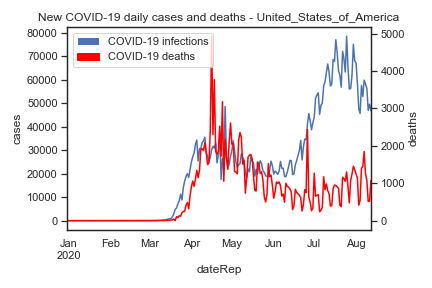 New COVID-19 daily cases and deaths - United_States_of_America
COVID-19 infections
COVID-19 deaths
80000
70000
60000
50000
40000
30000
20000
10000
0
cases
5000
4000
3000
2000
1000
0
deaths
Jan Feb Mar Apr May Jun Jul Aug
2020
dateRep